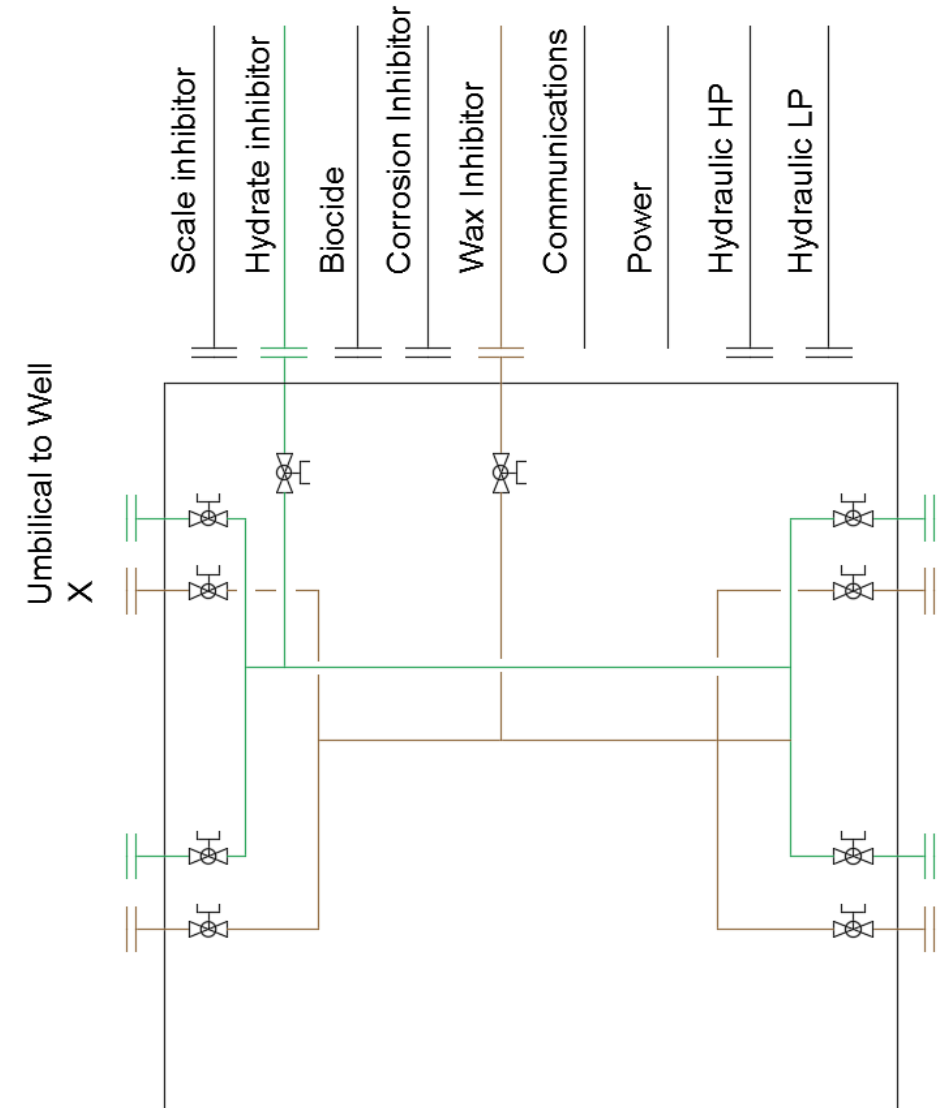 Scale inhibitor
Hydrate inhibitor
Biocide
Corrosion Inhibitor
Wax Inhibitor
Communications
Power
Hydraulic HP
Hydraulic LP
Umbilical to Well
X